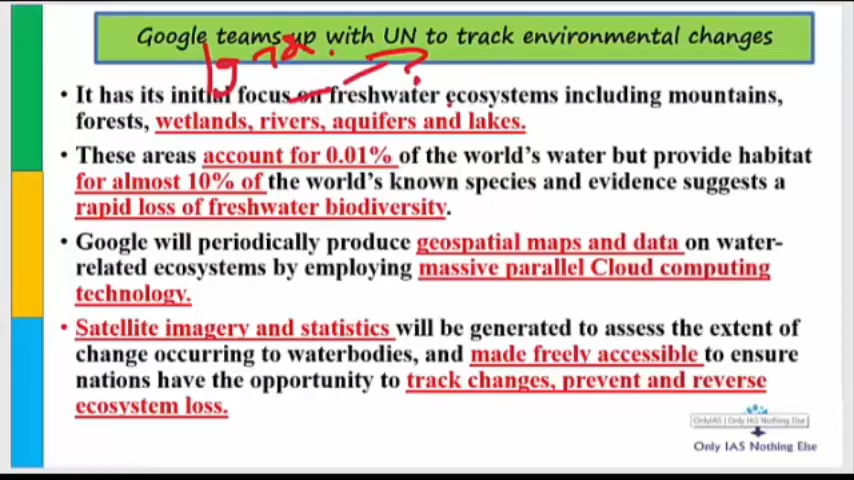 Google teams up with UN to track environmental changes
• It has its initial focus on freshwater ecosystems including mountains,
forests, wetlands, rivers, aquifers and lakes.
• These areas account for 0.01% of the world's water but provide habitat
for almost 10% of the world's known species and evidence suggests a
rapid loss of freshwater biodiversity.
• Google will periodically produce geospatial maps and data on water-
related ecosystems by employing massive parallel Cloud computing
technology.
• Satellite imagery and statistics will be generated to assess the extent of
change occurring to waterbodies, and made freely accessible to ensure
nations have the opportunity to track changes, prevent and reverse
ecosystem loss.
OnlyIAS | Only IAS Nothing Else
Only IAS Nothing Else